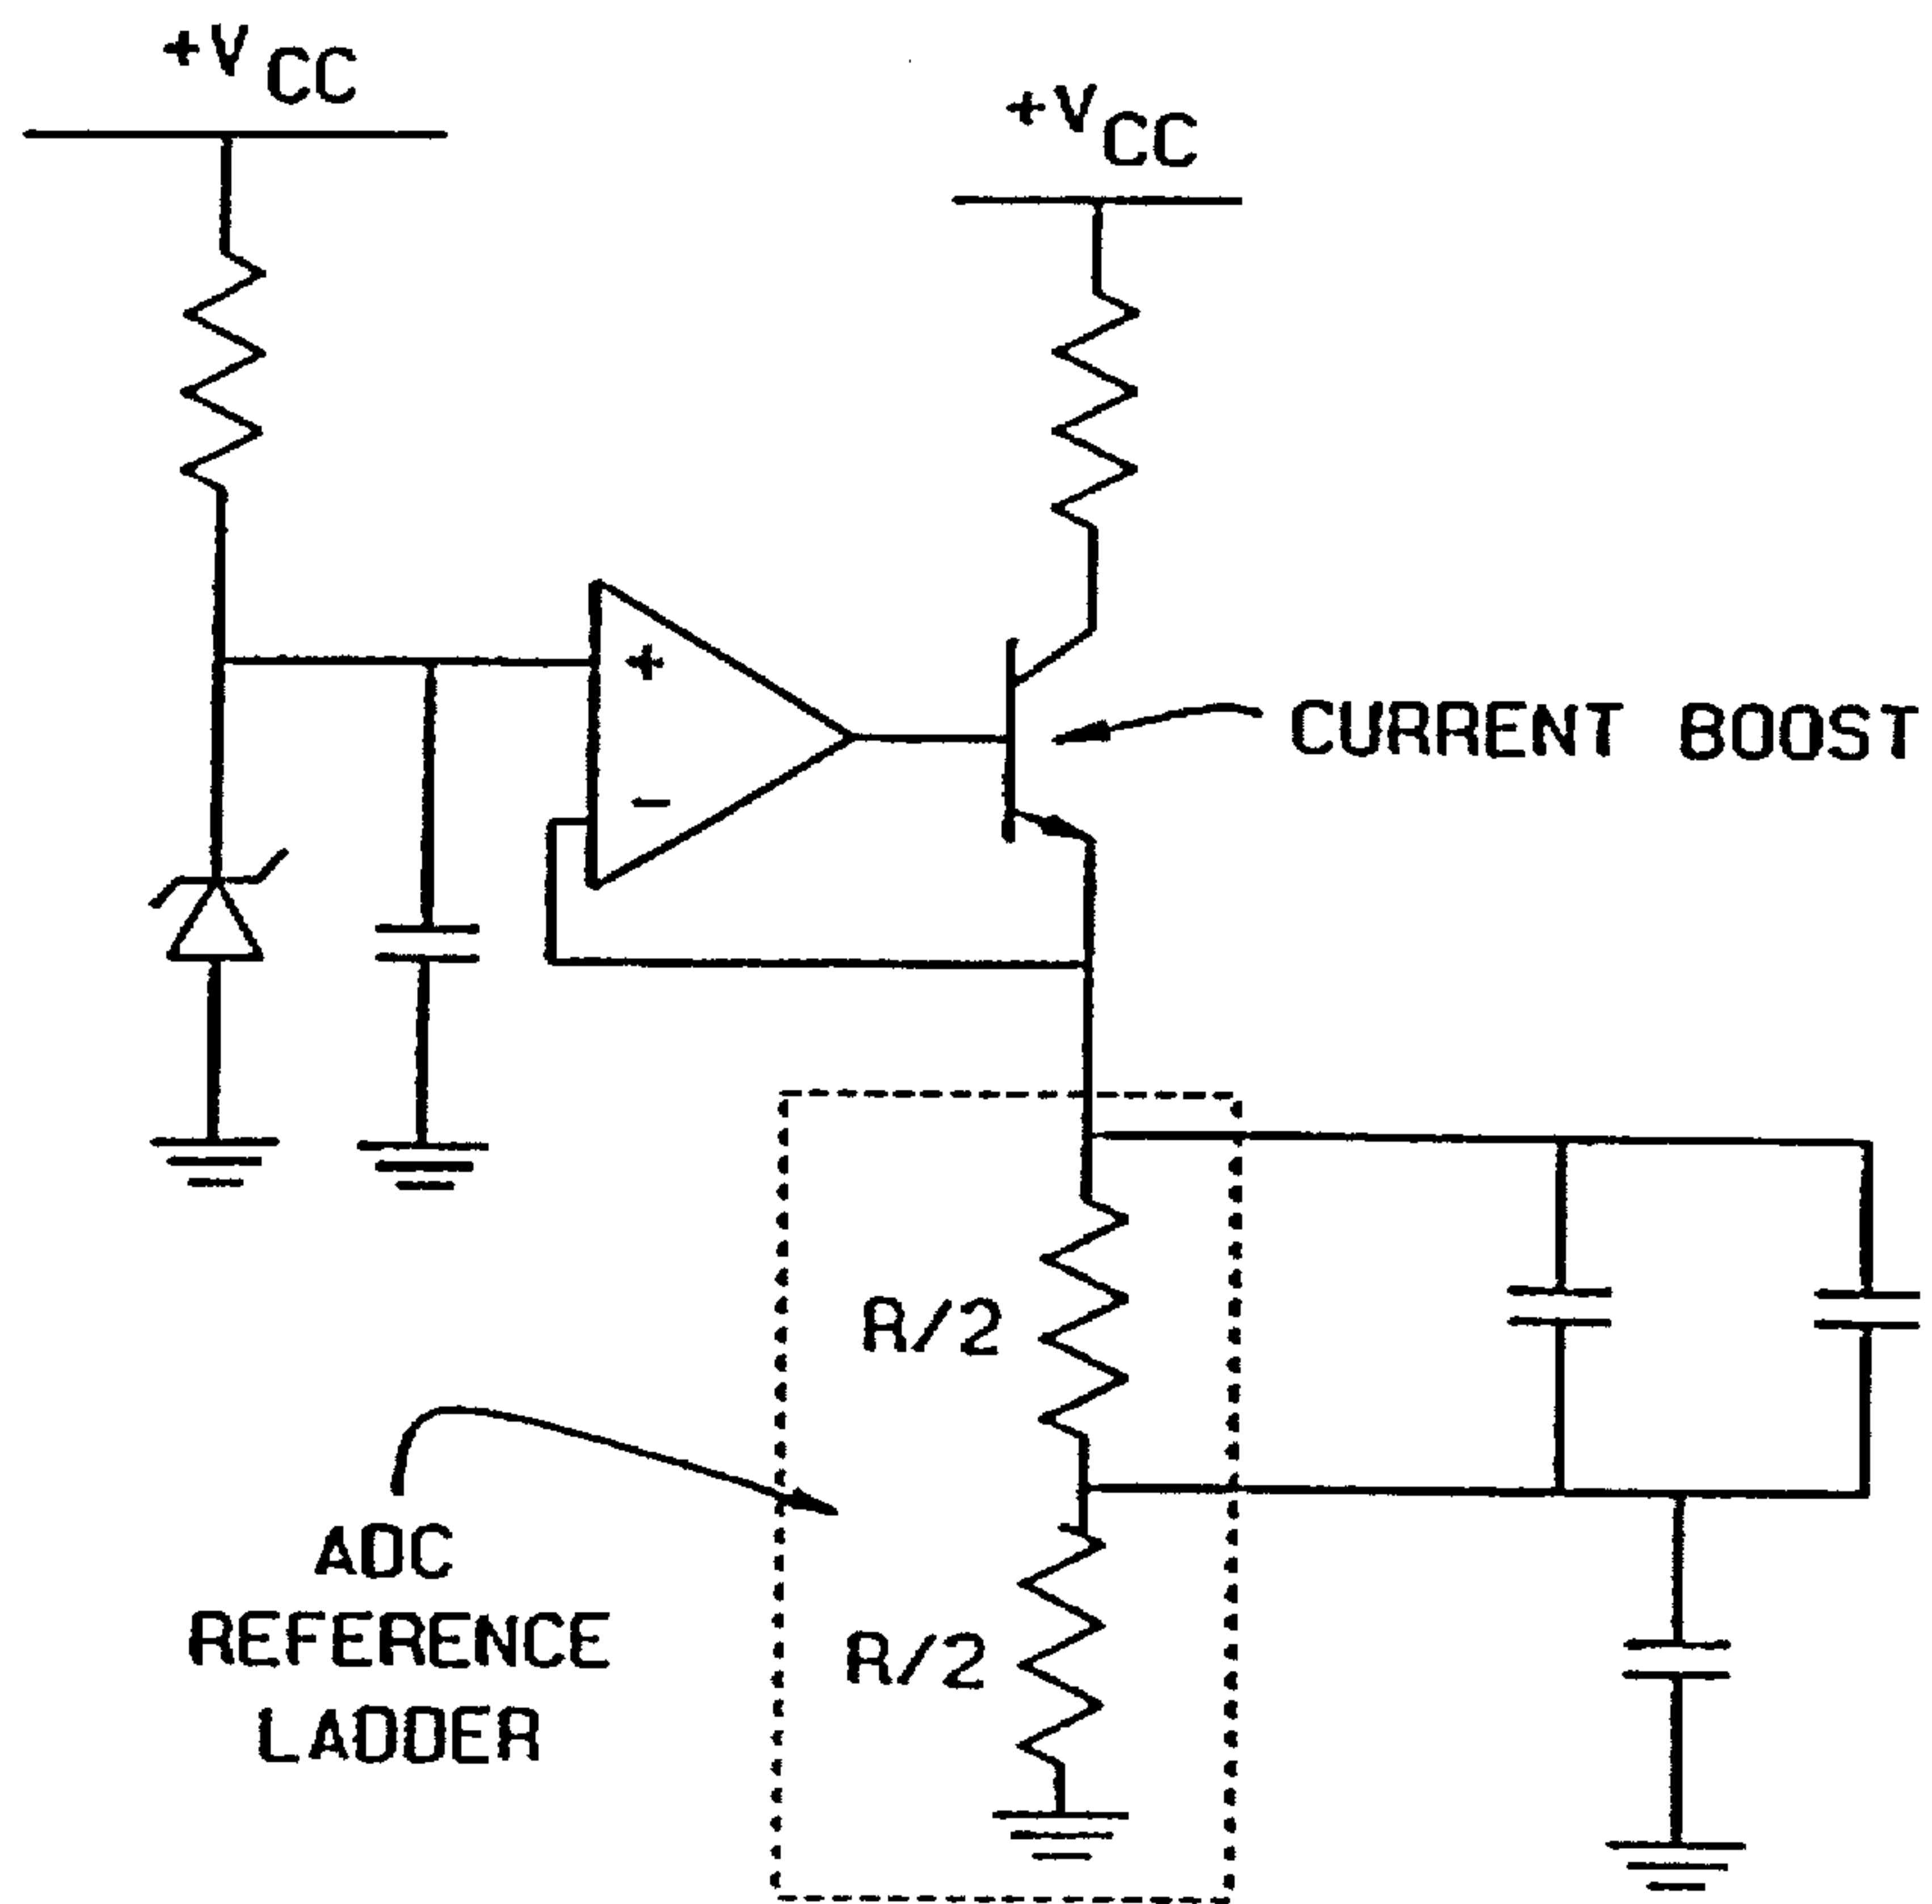 +VCC
+VCC
+
-
CURRENT BOOST
R/2
ADC
REFERENCE
LADDER
R/2